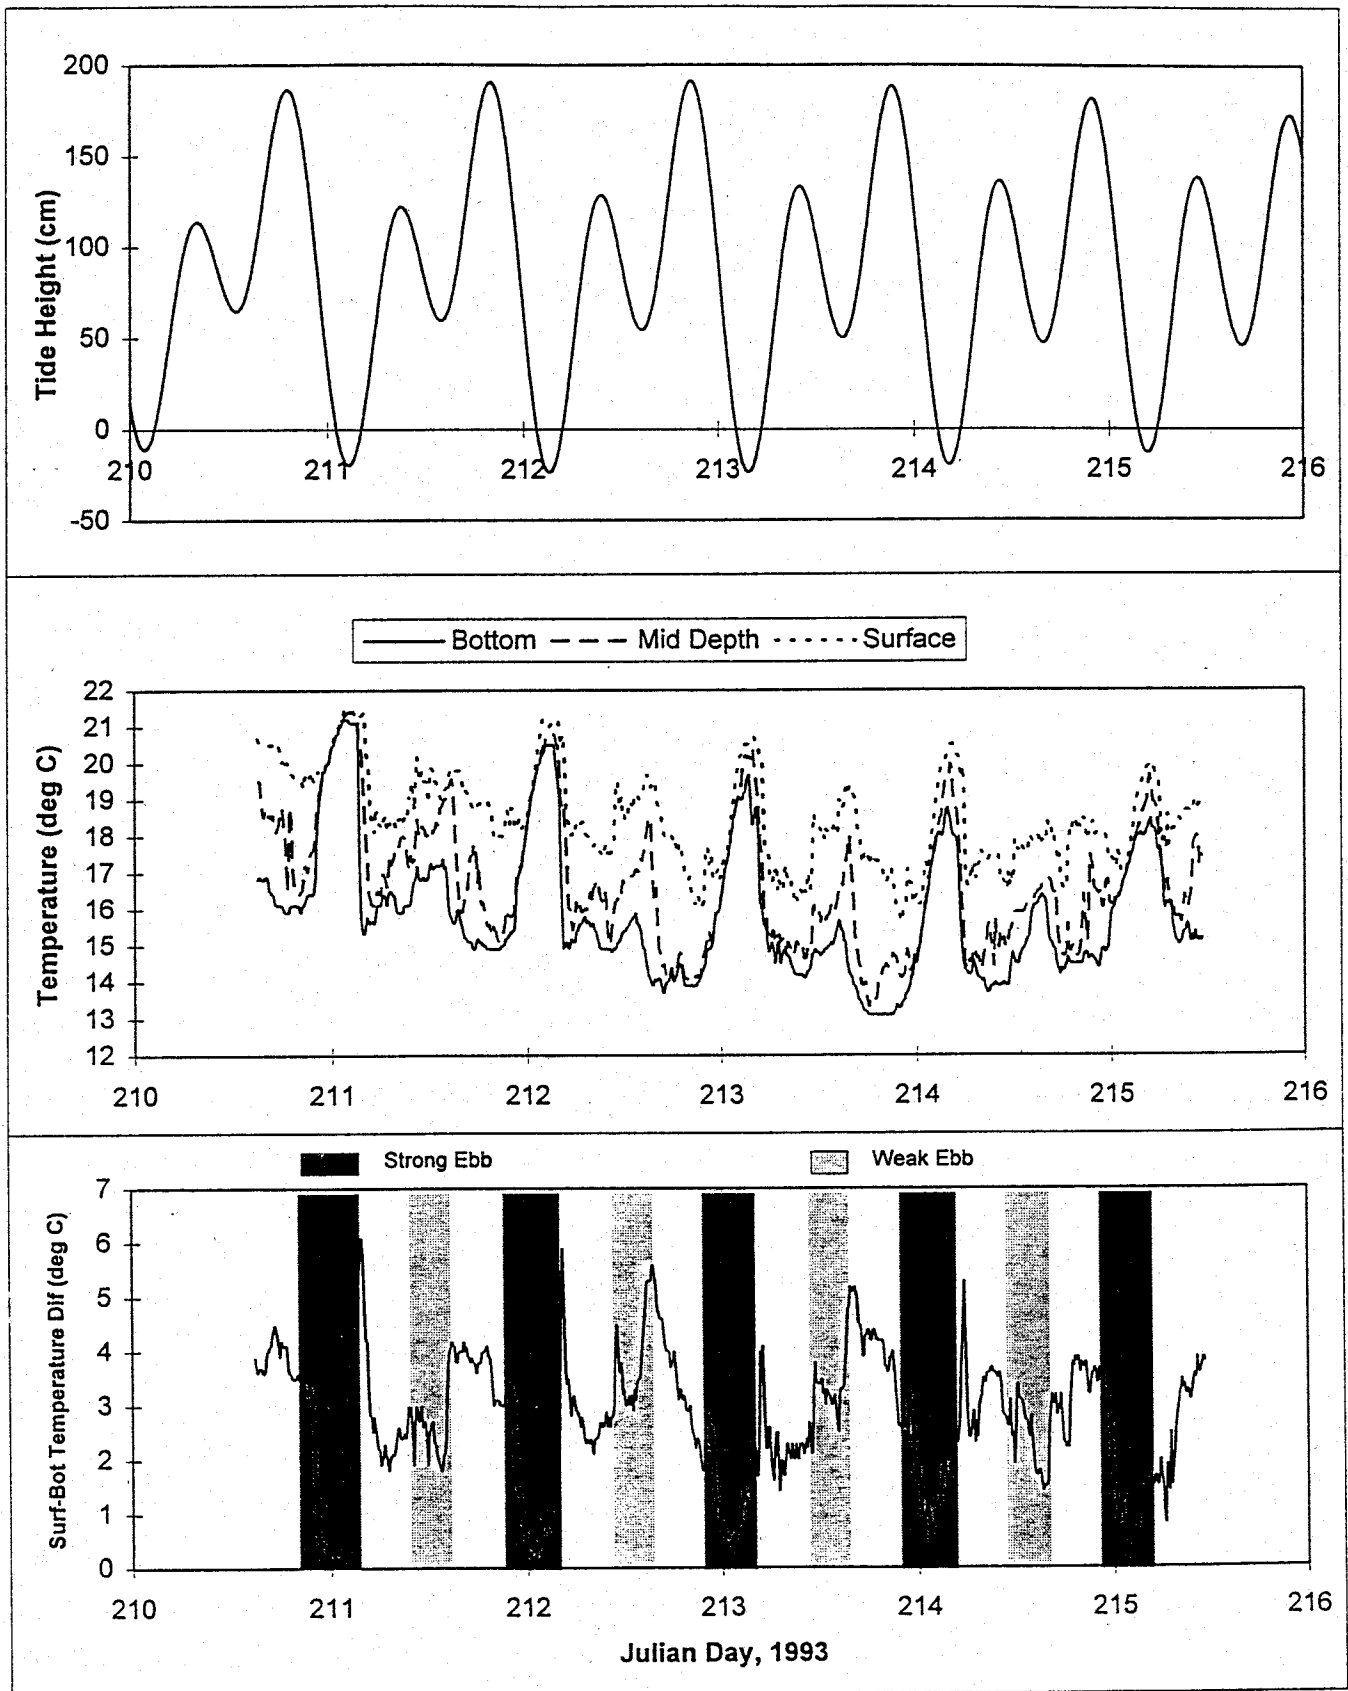 200
150
100
50
0
-50
Tide Height (cm)
210 211 212 213 214 215 216
Bottom Mid Depth Surface
22
21
20
19
18
17
16
15
14
13
12
Temperature (deg C)
210 211 212 213 214 215 216
Strong Ebb Weak Ebb
7
6
5
4
3
2
1
0
Surf-Bot Temperature Dif (deg C)
210 211 212 213 214 215 216
Julian Day, 1993